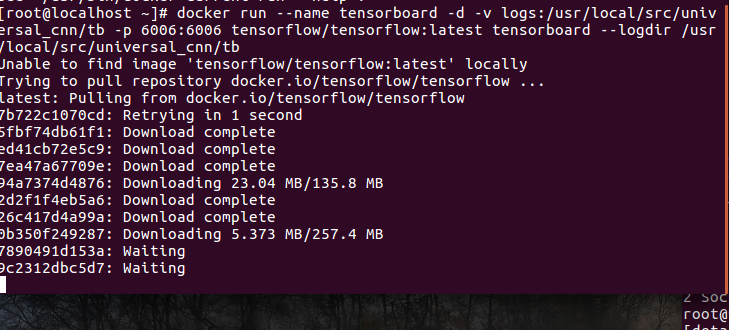 [root@localhost ~]# docker run --name tensorboard -d -v logs:/usr/local/src/univ
ersal_cnn/tb -p 6006:6006 tensorflow/tensorflow:latest tensorboard --logdir /usr
/local/src/universal_cnn/tb
Unable to find image 'tensorflow/tensorflow:latest' locally
Trying to pull repository docker.io/tensorflow/tensorflow ...
latest: Pulling from docker.io/tensorflow/tensorflow
7b722c1070cd: Retrying in 1 second
5fbf74db61f1: Download complete
ed41cb72e5c9: Download complete
7ea47a67709e: Download complete
94a7374d4876: Downloading 23.04 MB/135.8 MB
2d2f1f4eb5a6: Download complete
26c417d4a99a: Download complete
0b350f249287: Downloading 5.373 MB/257.4 MB
7890491d153a: Waiting
9c2312dbc5d7: Waiting
2 Soc
root@
[deta